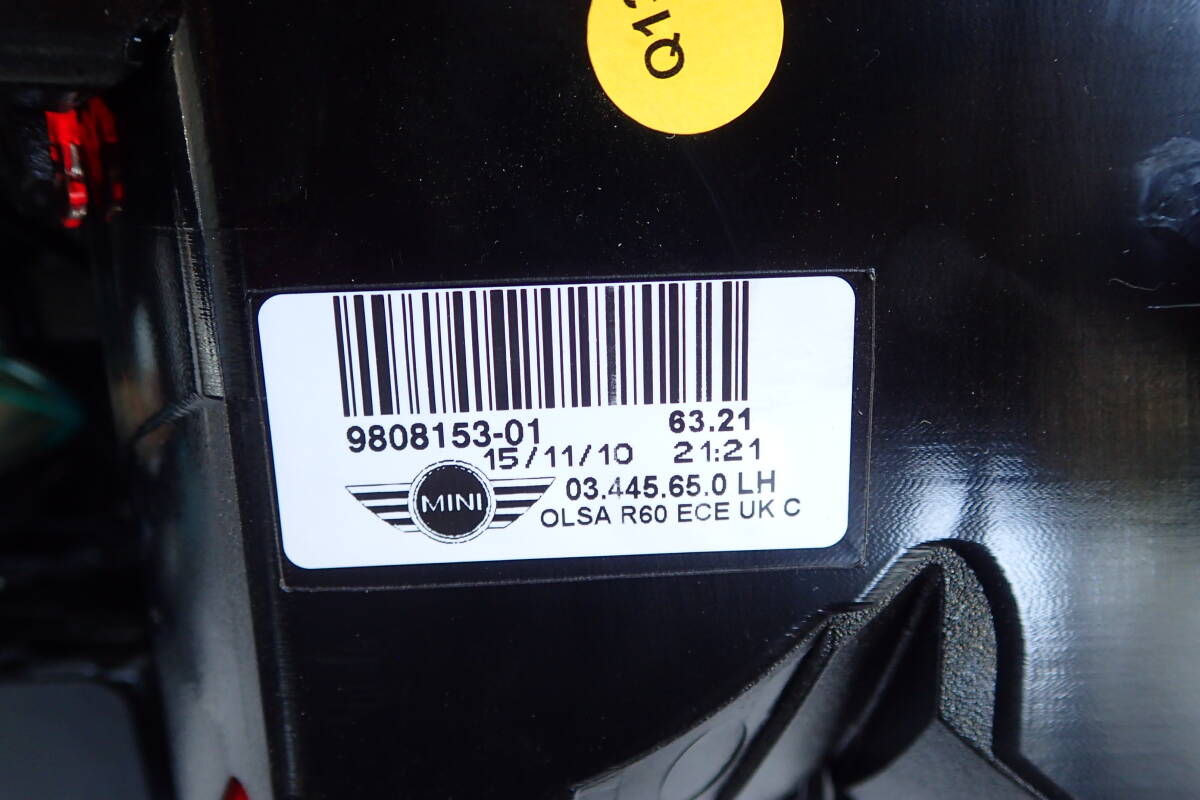 Q1
9808153-01 63.21
15/11/10 21:21
MINI
03.445.65.0 LH
OLSA R60 ECE UK C